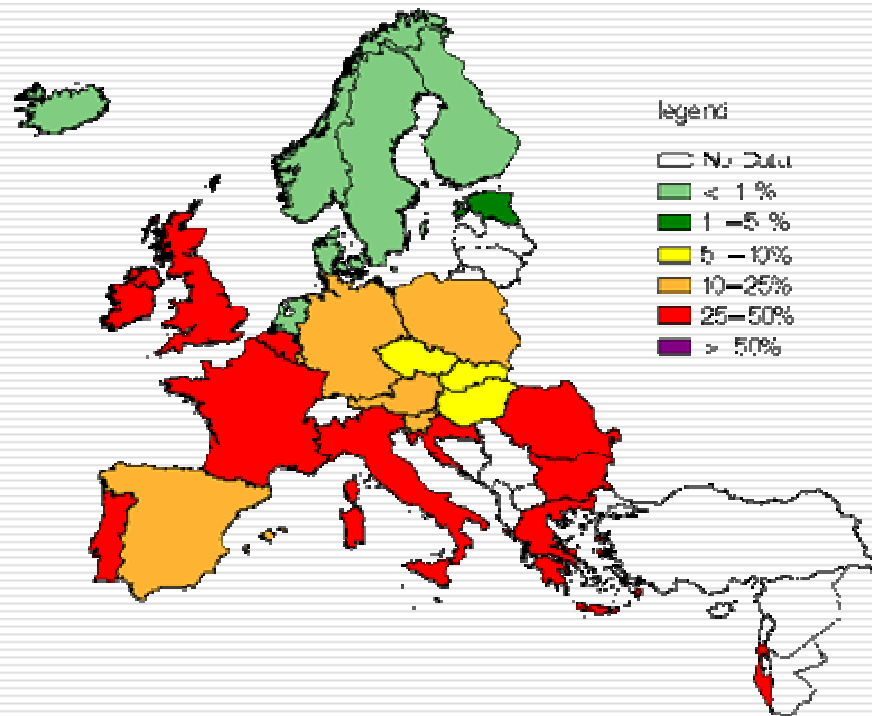 legend
No Data
< 1 %
1 –5 %
5 –10%
10–25%
25–50%
> 50%